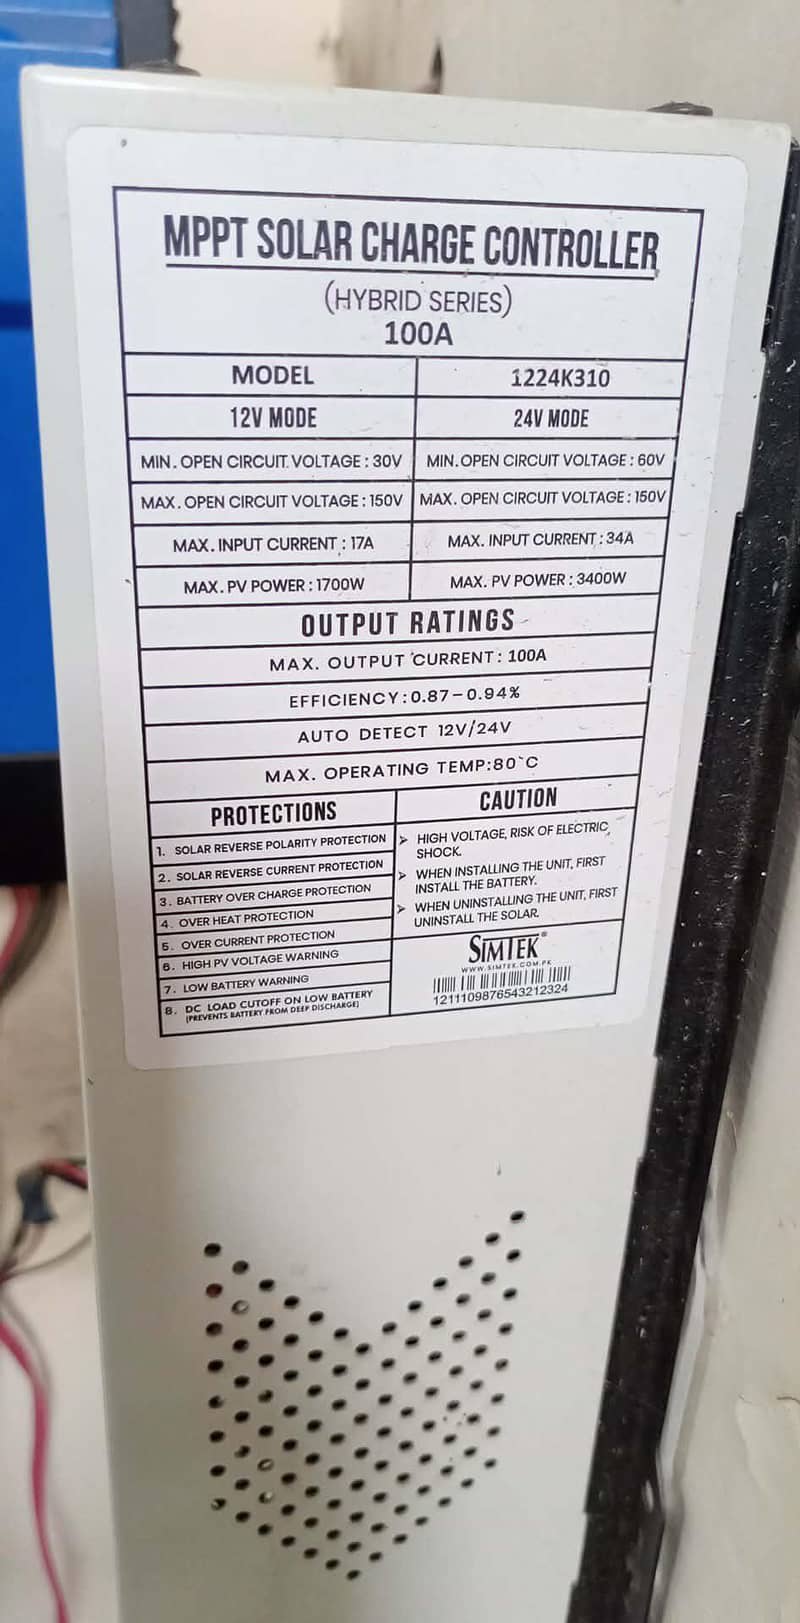 MPPT SOLAR CHARGE CONTROLLER
(HYBRID SERIES)
100A
MODEL 1224K310
12V MODE 24V MODE
MIN. OPEN CIRCUIT VOLTAGE : 30V MIN. OPEN CIRCUIT VOLTAGE : 60V
MAX. OPEN CIRCUIT VOLTAGE : 150V MAX. OPEN CIRCUIT VOLTAGE : 150V
MAX. INPUT CURRENT : 17A MAX. INPUT CURRENT : 34A
MAX. PV POWER : 1700W MAX. PV POWER : 3400W
OUTPUT RATINGS
MAX. OUTPUT CURRENT : 100A
EFFICIENCY : 0.87 – 0.94%
AUTO DETECT 12V/24V
MAX. OPERATING TEMP:80`C
PROTECTIONS
1. SOLAR REVERSE POLARITY PROTECTION
2. SOLAR REVERSE CURRENT PROTECTION
3. BATTERY OVER CHARGE PROTECTION
4. OVER HEAT PROTECTION
5. OVER CURRENT PROTECTION
6. HIGH PV VOLTAGE WARNING
7. LOW BATTERY WARNING
8. DC LOAD CUTOFF ON LOW BATTERY
(PREVENTS BATTERY FROM DEEP DISCHARGE)
CAUTION
➢ HIGH VOLTAGE, RISK OF ELECTRIC
SHOCK.
➢ WHEN INSTALLING THE UNIT, FIRST
INSTALL THE BATTERY.
➢ WHEN UNINSTALLING THE UNIT, FIRST
UNINSTALL THE SOLAR.
SIMTEK®
WWW.SIMTEK.COM.PK
1211109876543212324